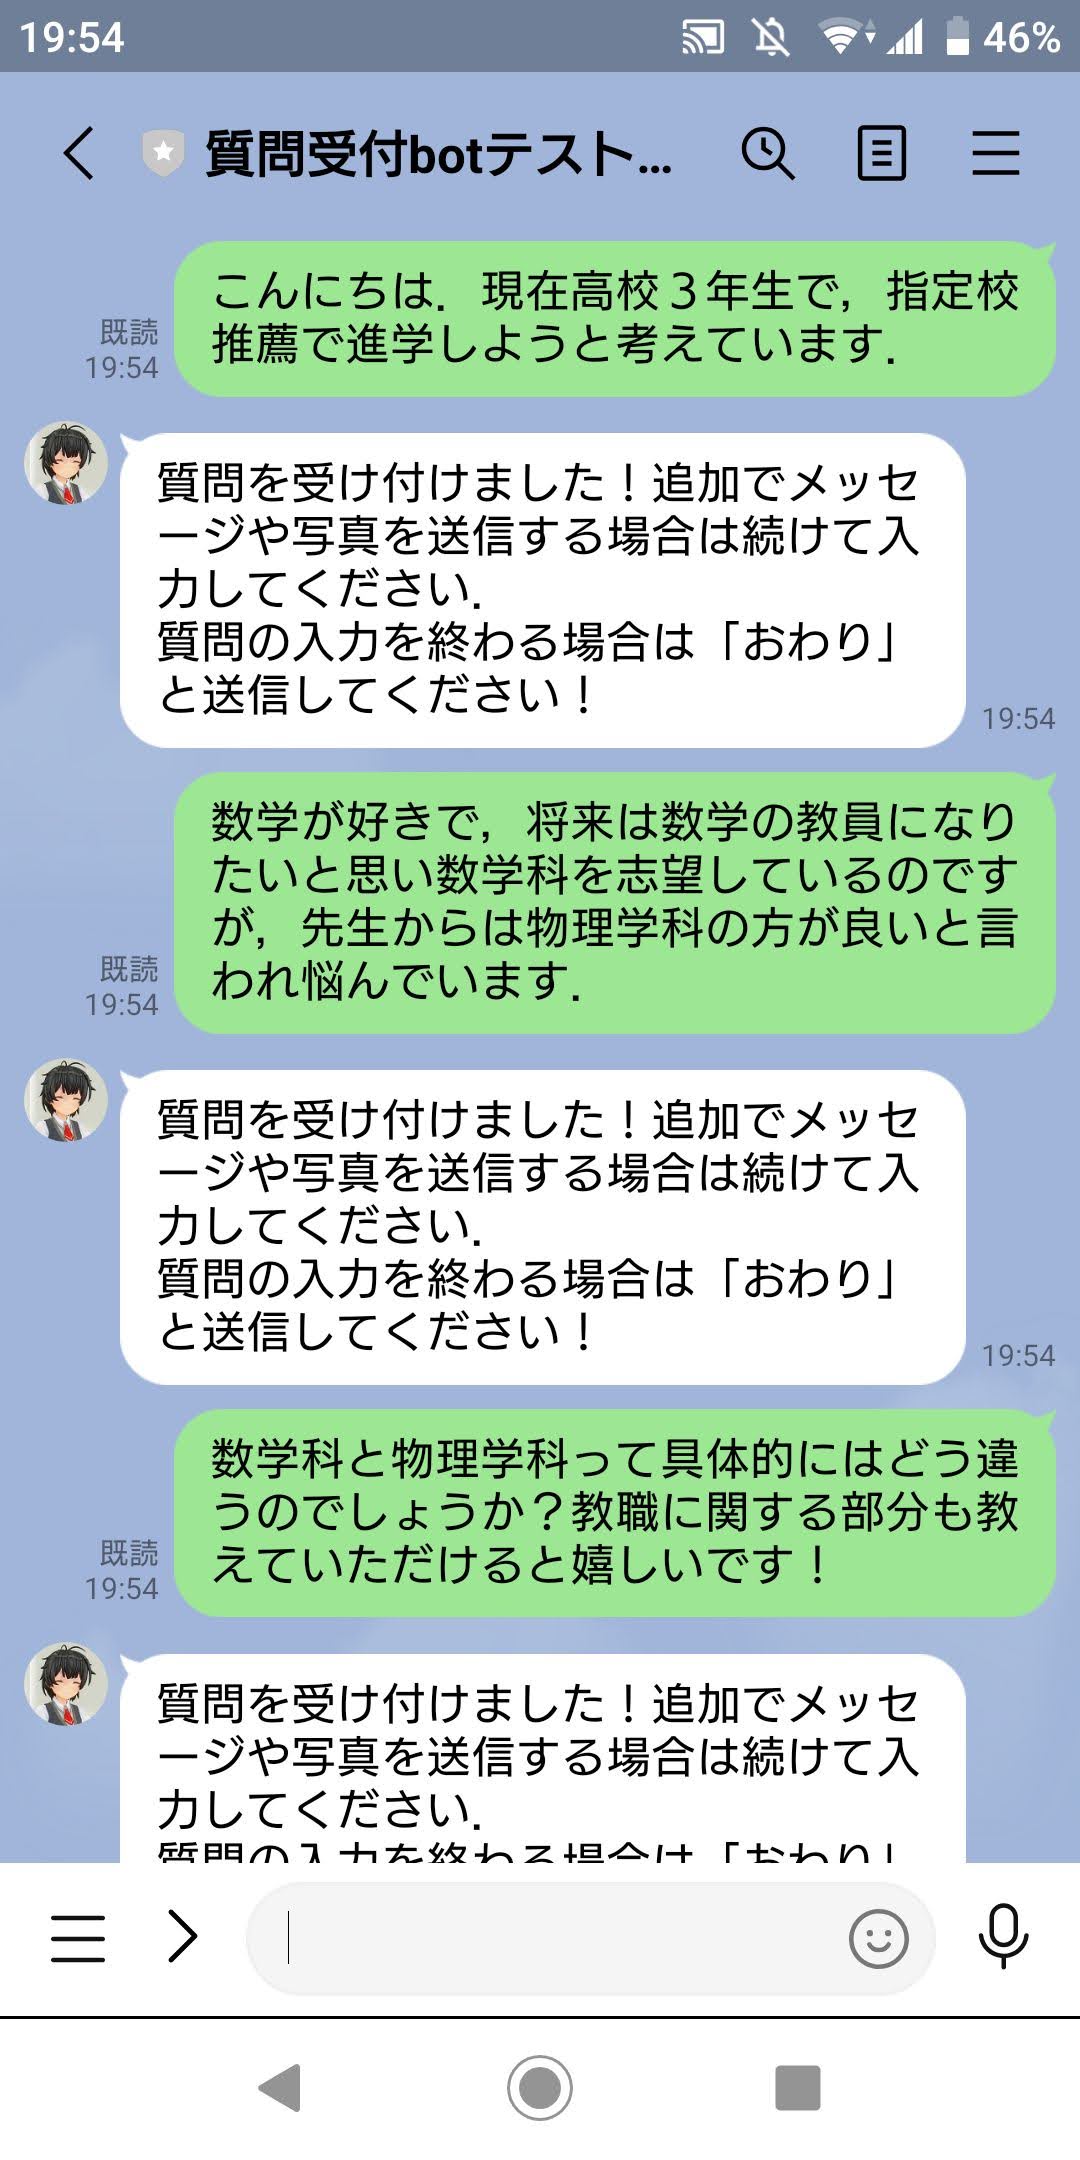 19:54
46%
質問受付botテスト...
こんにちは．現在高校３年生で，指定校
推薦で進学しようと考えています．
既読
19:54
質問を受け付けました！追加でメッセ
ージや写真を送信する場合は続けて入
力してください．
質問の入力を終わる場合は「おわり」
と送信してください！
19:54
数学が好きで，将来は数学の教員になり
たいと思い数学科を志望しているのです
が，先生からは物理学科の方が良いと言
われ悩んでいます．
既読
19:54
質問を受け付けました！追加でメッセ
ージや写真を送信する場合は続けて入
力してください．
質問の入力を終わる場合は「おわり」
と送信してください！
19:54
数学科と物理学科って具体的にはどう違
うのでしょうか？教職に関する部分も教
えていただけると嬉しいです！
既読
19:54
質問を受け付けました！追加でメッセ
ージや写真を送信する場合は続けて入
力してください．
質問の入力を終わる場合は「おわり」